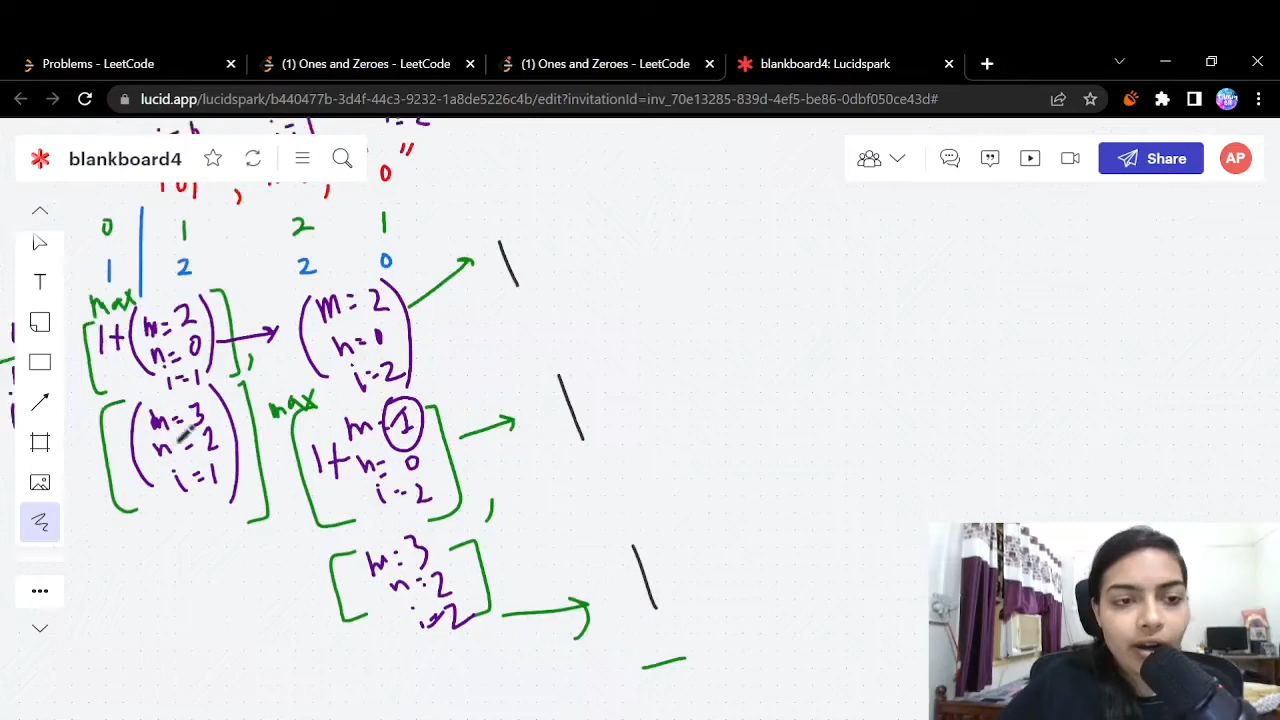 Problems - LeetCode
(1) Ones and Zeroes - LeetCode
(1) Ones and Zeroes - LeetCode
blankboard4: Lucidspark
lucid.app/lucidspark/b440477b-3d4f-44c3-9232-1a8de5226c4b/edit?invitationId=inv_70e13285-839d-4ef5-be86-0dbf050ce43d#
blankboard4
Share
AP
T
0 1 2 1
1 2 2 0
max
1+ (m=2
n=0
i=1),
(m=2
n=0
i=2)
1
(m=3
n=2
i=1)
max
1+ m=1
n=0
i=2,
1
m=3
n=2
i=2
1